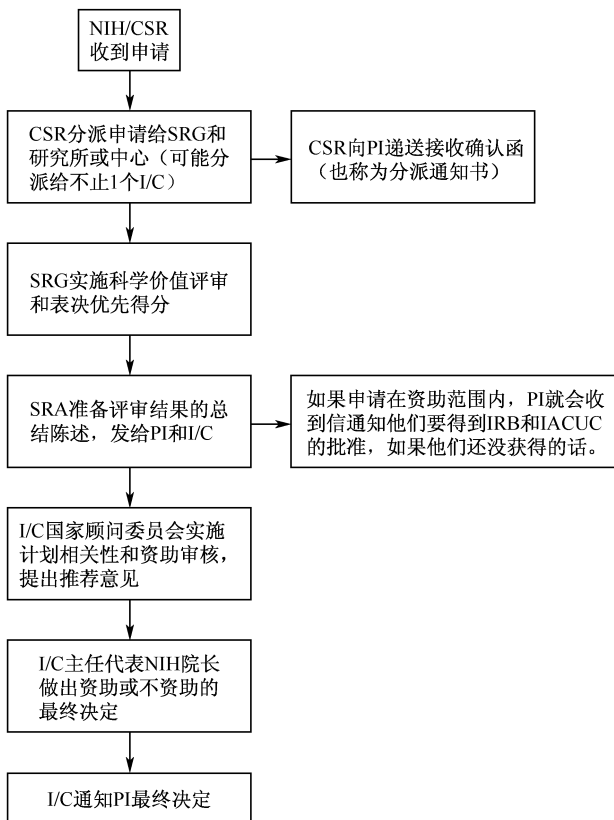 NIH/CSR
收到申请
CSR分派申请给SRG和
研究所或中心（可能分
派给不止1个I/C）
CSR向PI递送接收确认函
（也称为分派通知书）
SRG实施科学价值评审
和表决优先得分
SRA准备评审结果的总
结陈述，发给PI和I/C
如果申请在资助范围内，PI就会收
到信通知他们要得到IRB和IACUC
的批准，如果他们还没获得的话。
I/C国家顾问委员会实施
计划相关性和资助审核，
提出推荐意见
I/C主任代表NIH院长
做出资助或不资助的
最终决定
I/C通知PI最终决定